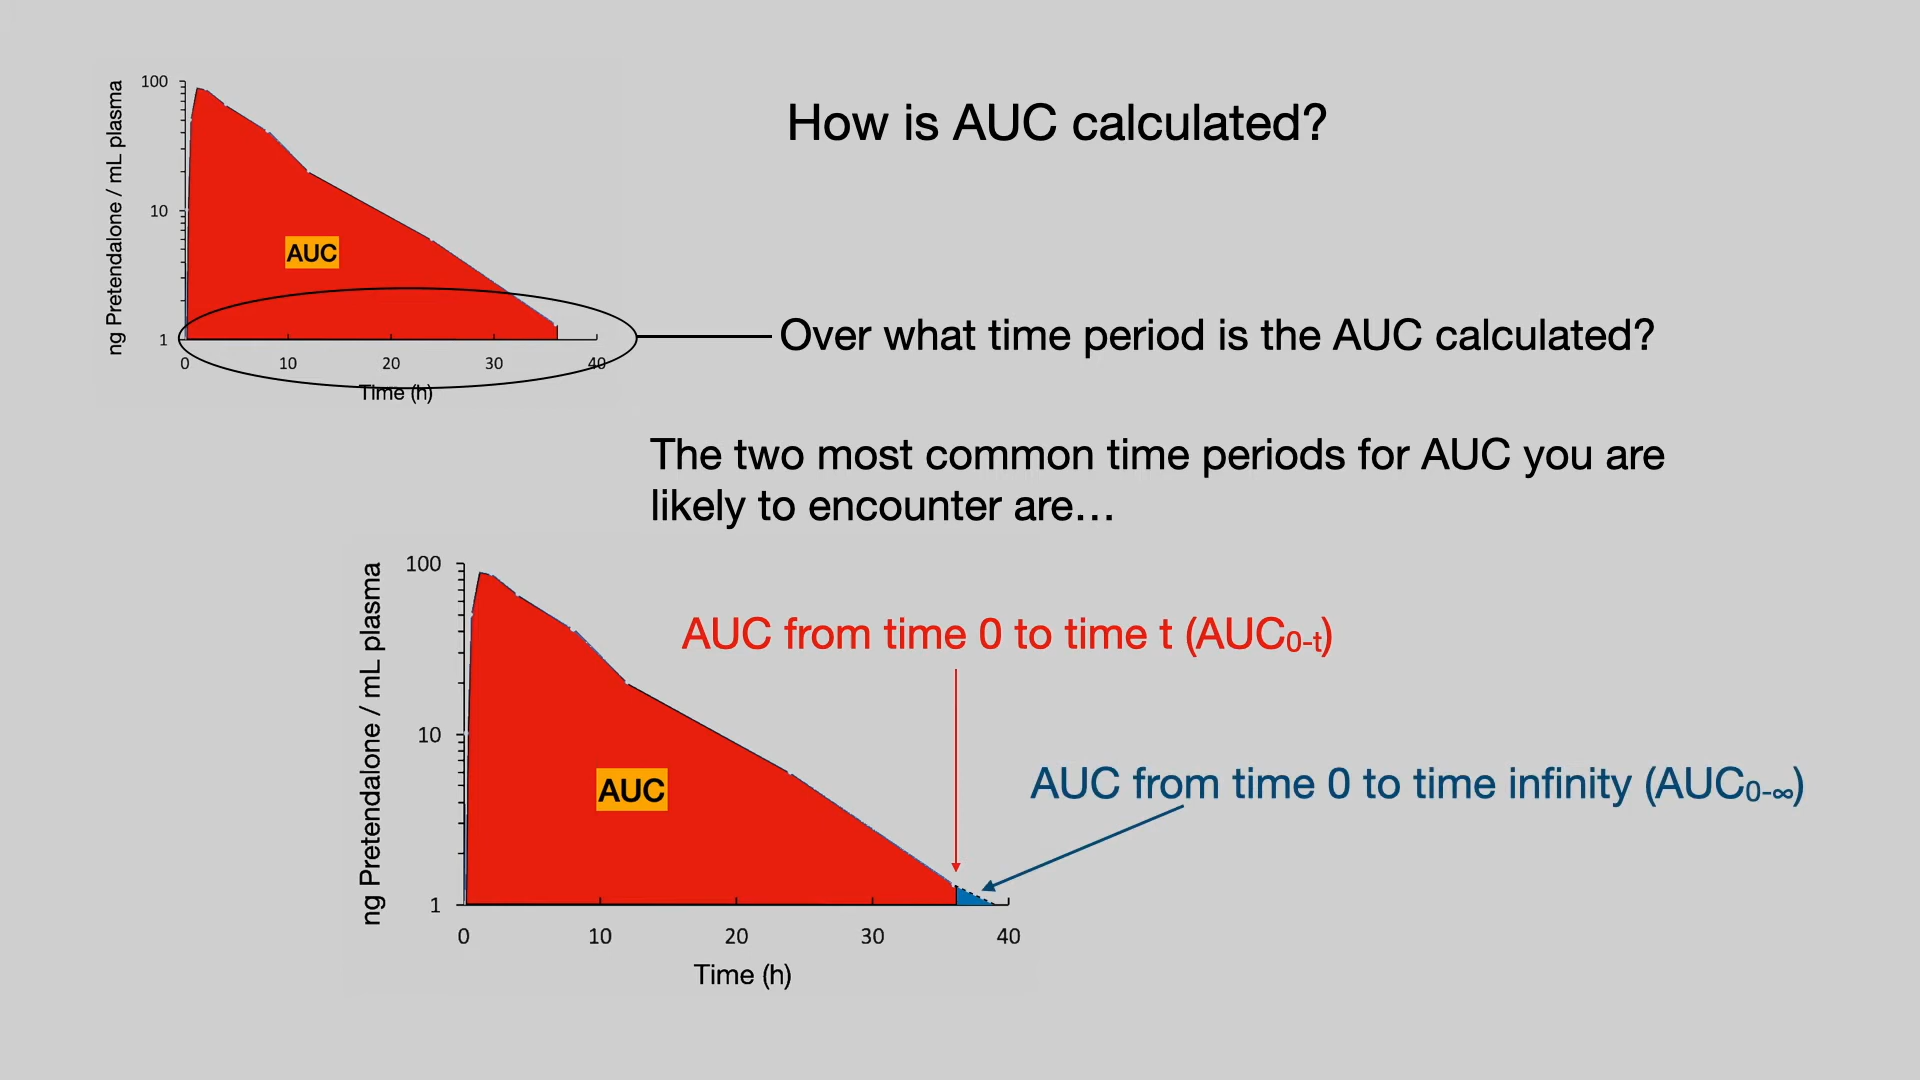 How is AUC calculated?
100
10
1
ng Pretendalone / mL plasma
AUC
0 10 20 30 40
Time (h)
Over what time period is the AUC calculated?
The two most common time periods for AUC you are
likely to encounter are…
100
10
1
ng Pretendalone / mL plasma
AUC from time 0 to time t (AUC0-t)
AUC
AUC from time 0 to time infinity (AUC0-∞)
0 10 20 30 40
Time (h)